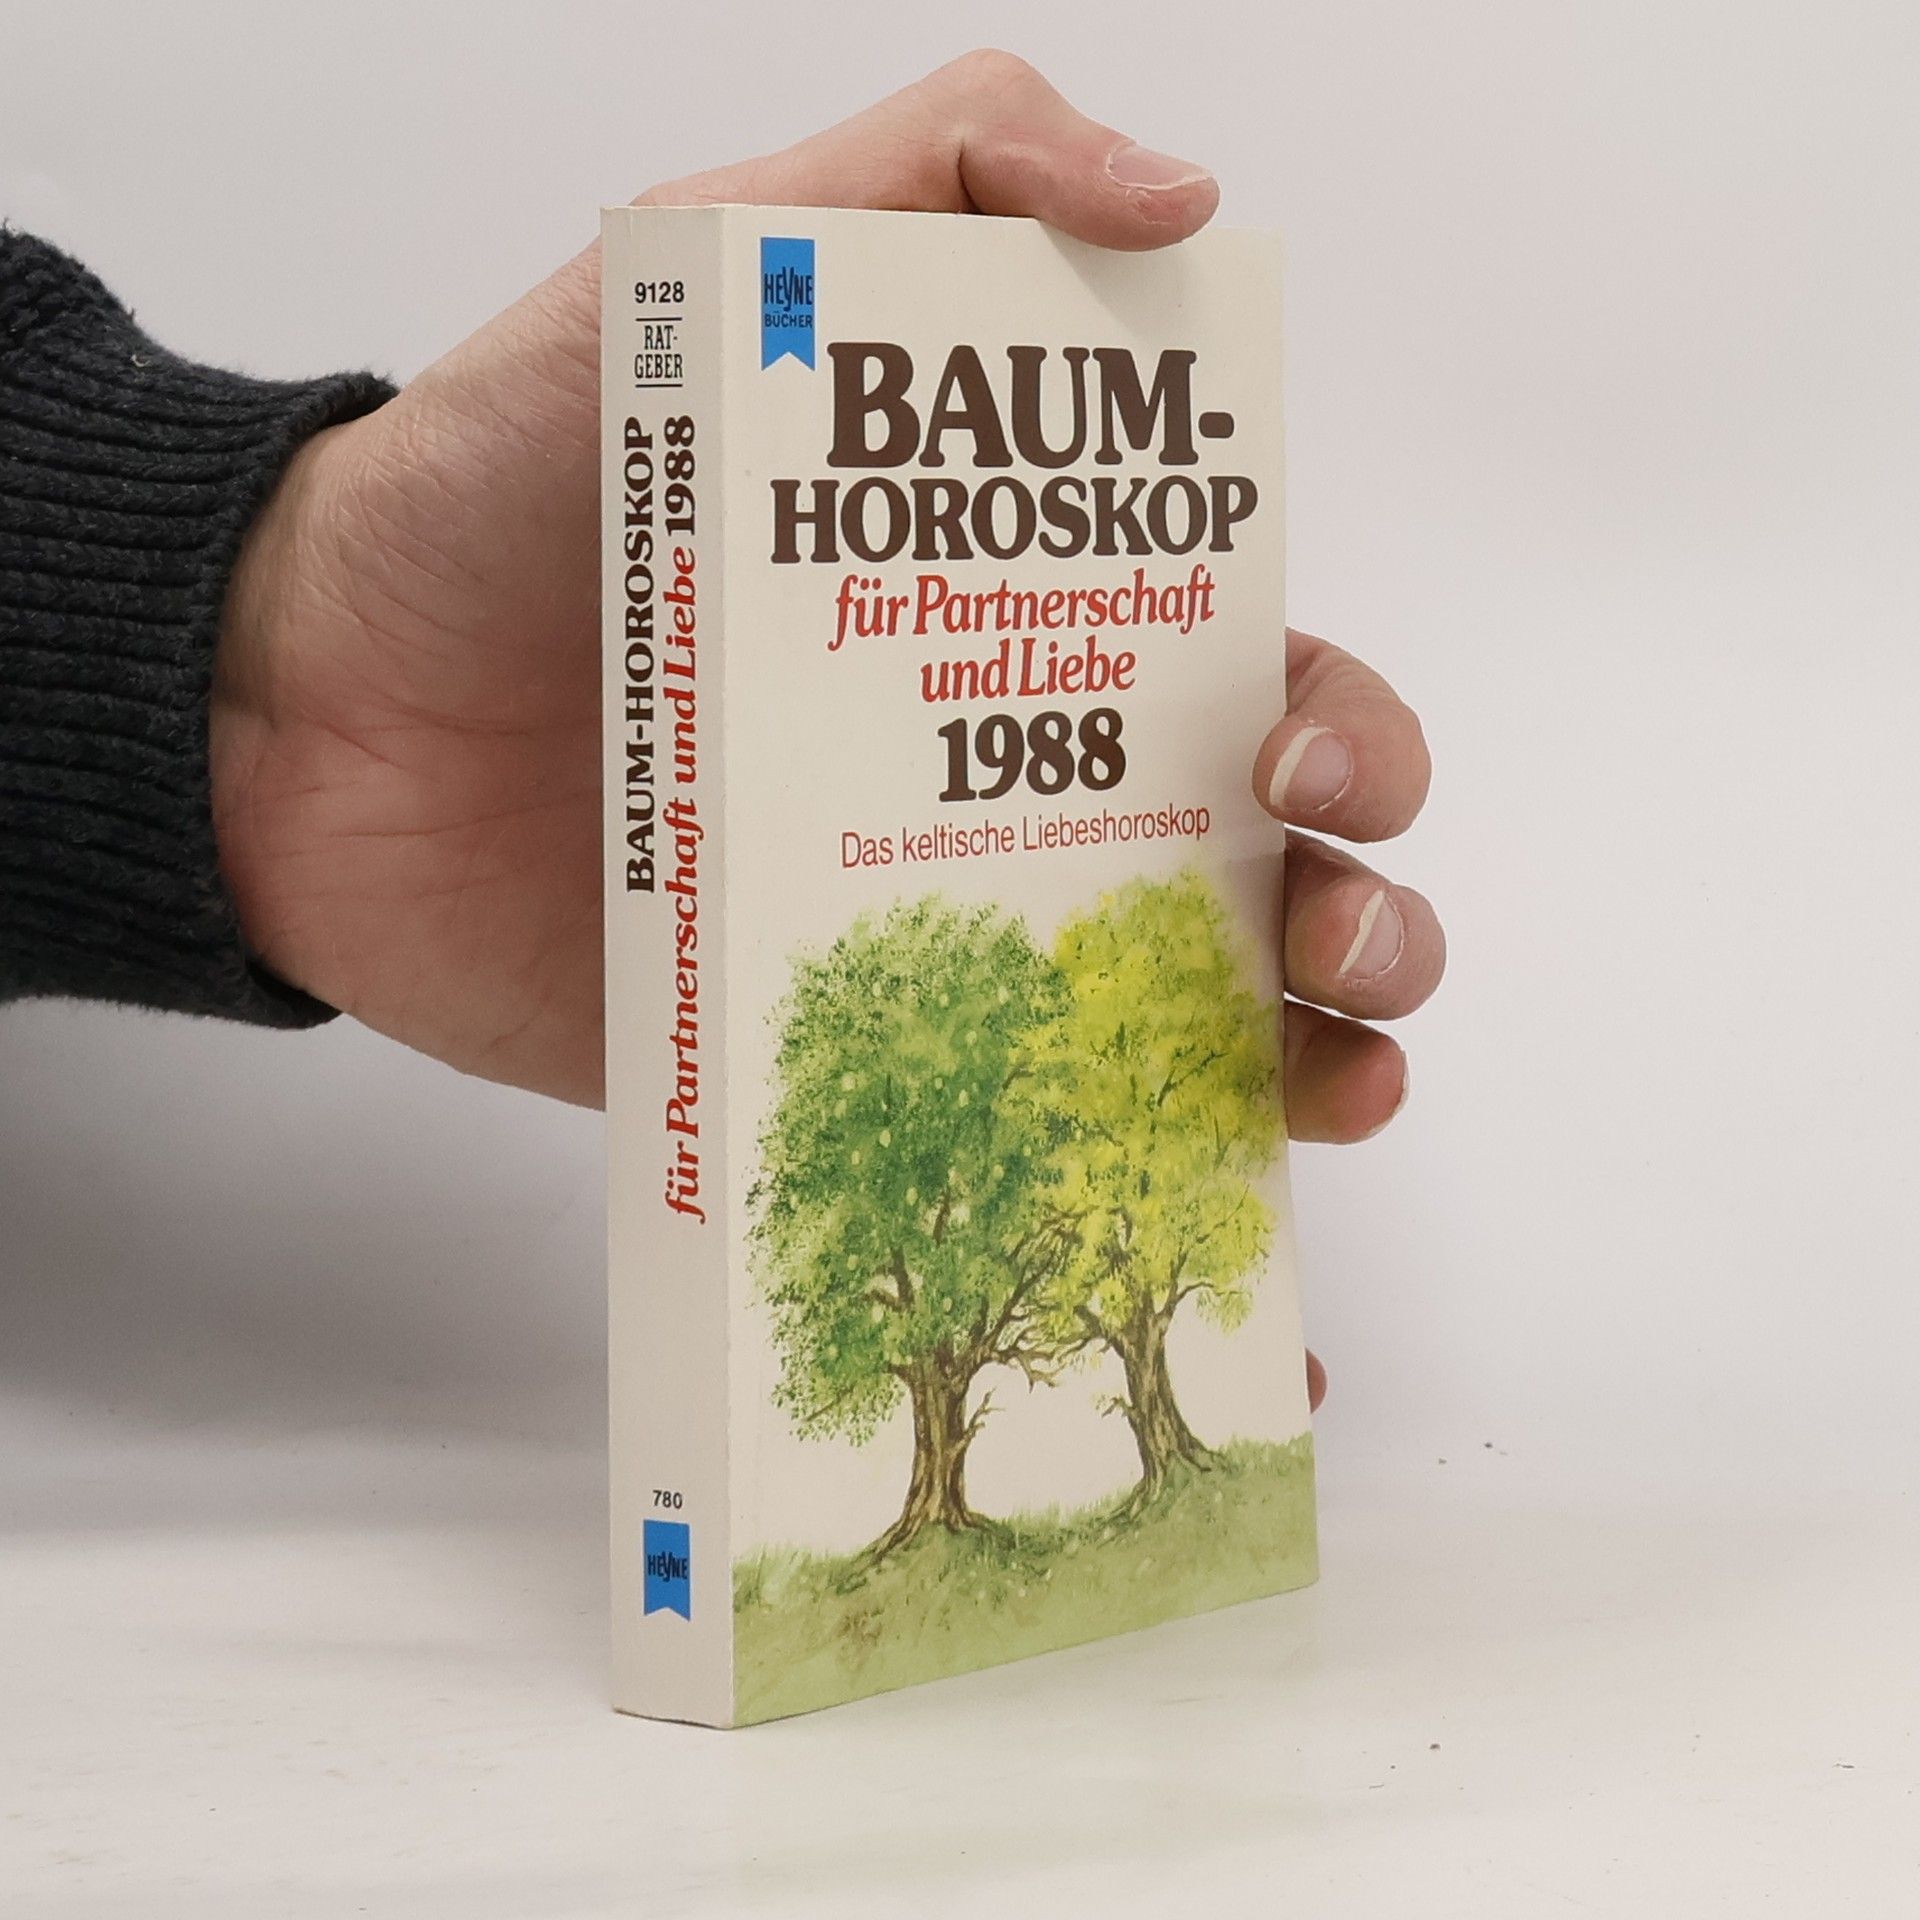 9128
RAT-
GEBER
BAUM-HOROSKOP
für Partnerschaft und Liebe 1988
780
HEYNE
HEYNE
BÜCHER
BAUM-
HOROSKOP
für Partnerschaft
und Liebe
1988
Das keltische Liebeshoroskop